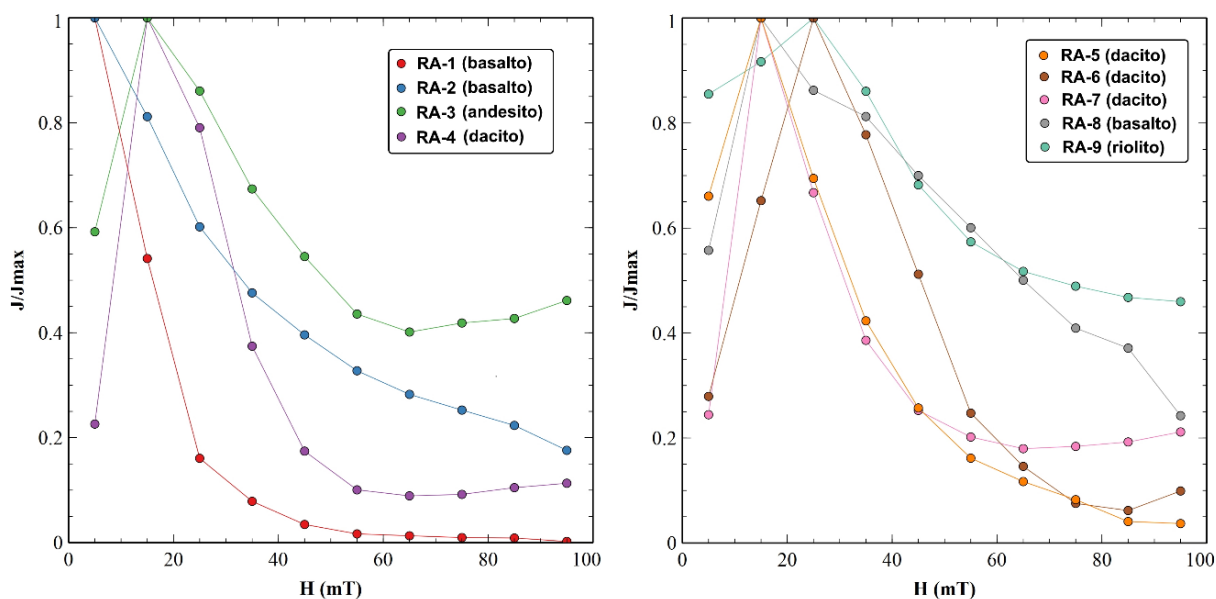 1
0.8
0.6
0.4
0.2
0
J/Jmax
0
20
40
60
80
100
H (mT)
RA-1 (basalto)
RA-2 (basalto)
RA-3 (andesito)
RA-4 (dacito)
1
0.8
0.6
0.4
0.2
0
J/Jmax
0
20
40
60
80
100
H (mT)
RA-5 (dacito)
RA-6 (dacito)
RA-7 (dacito)
RA-8 (basalto)
RA-9 (riolito)